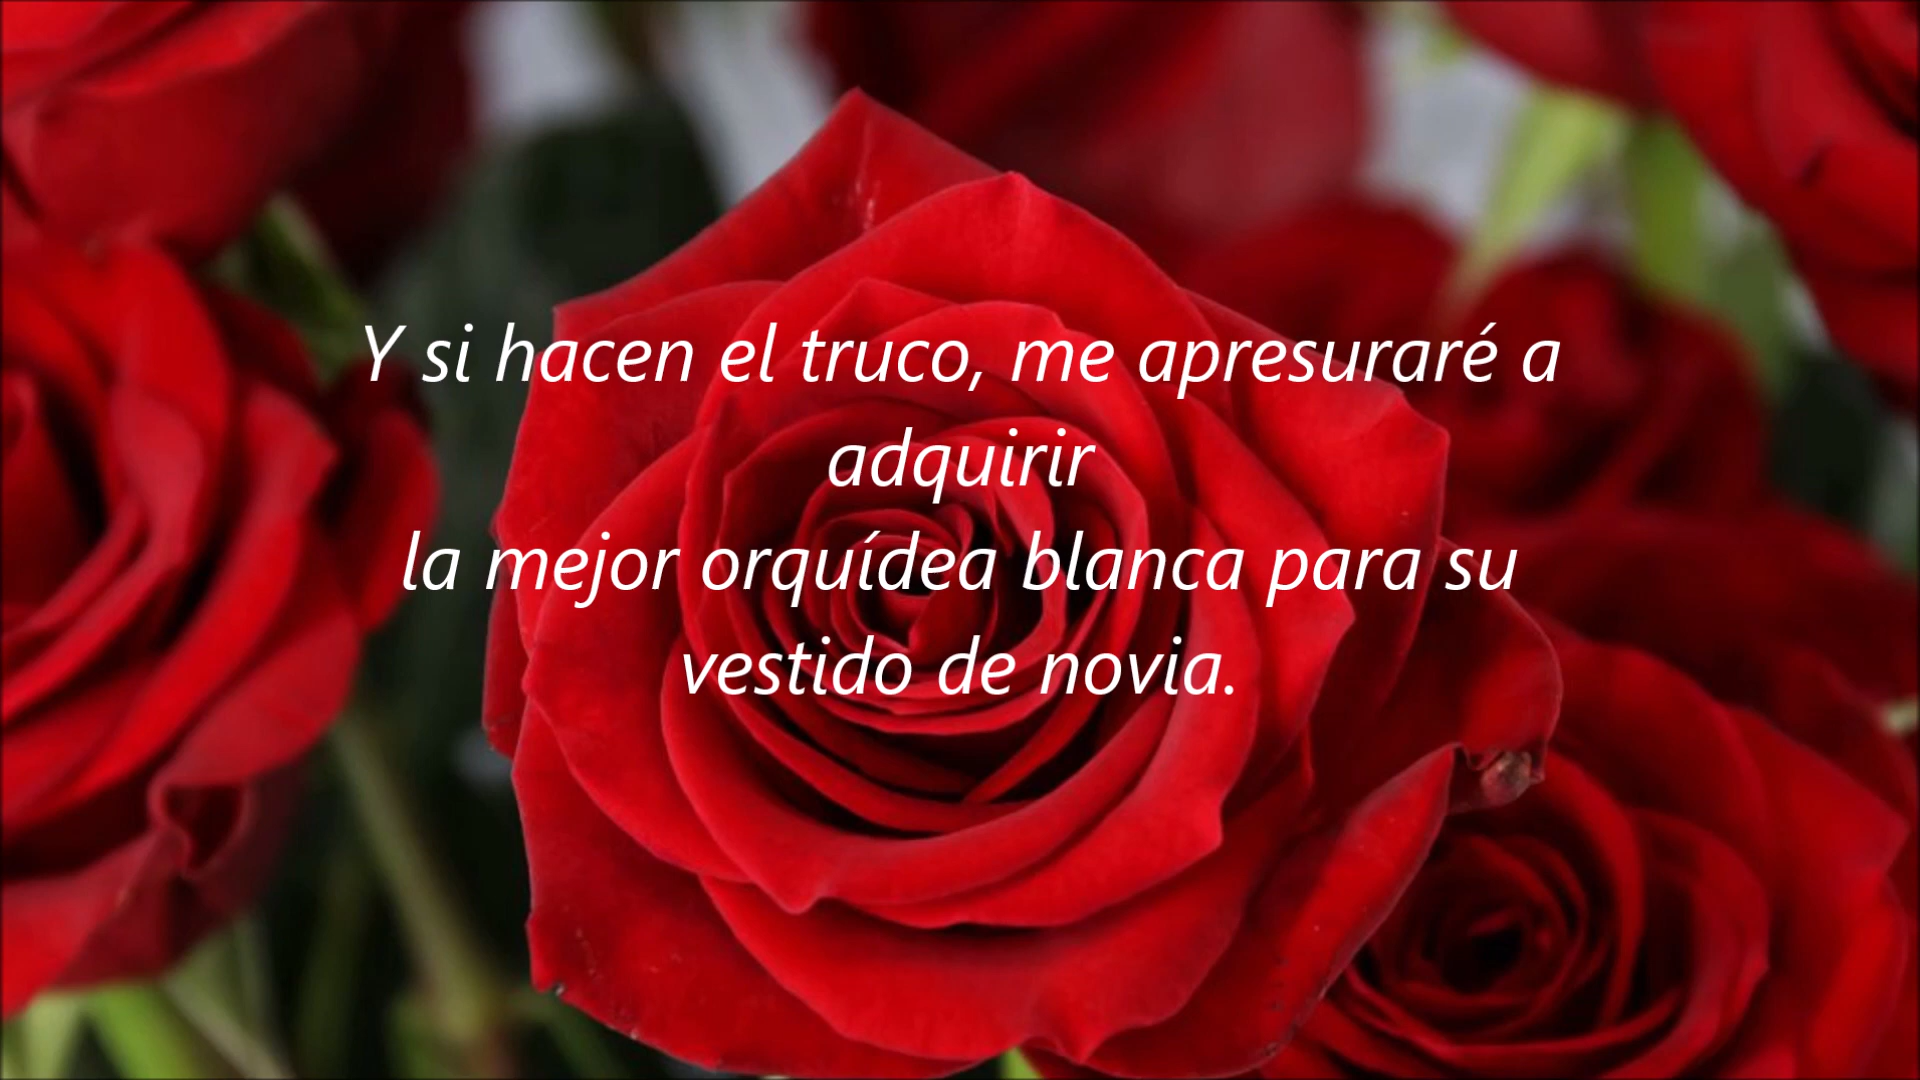 Y si hacen el truco, me apresuraré a
adquirir
la mejor orquídea blanca para su
vestido de novia.